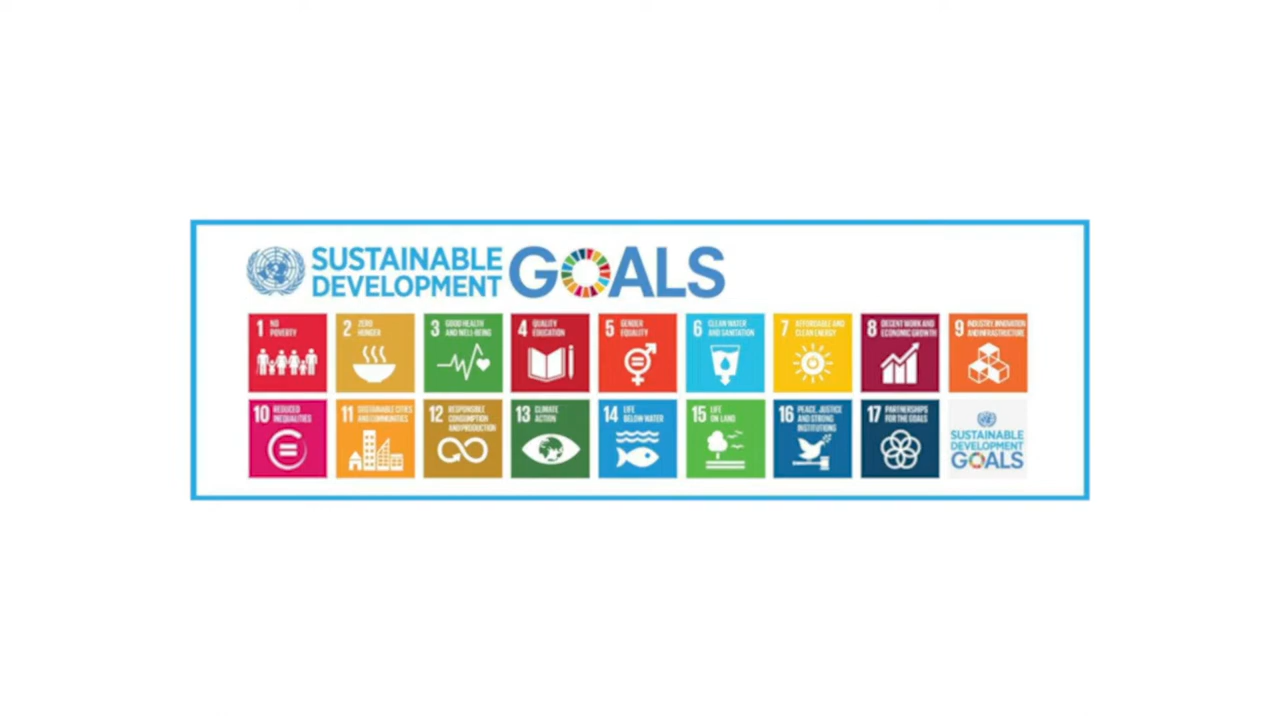 SUSTAINABLE
DEVELOPMENT
GOALS
1 NO
POVERTY
2 ZERO
HUNGER
3 GOOD HEALTH
AND WELL-BEING
4 QUALITY
EDUCATION
5 GENDER
EQUALITY
6 CLEAN WATER
AND SANITATION
7 AFFORDABLE AND
CLEAN ENERGY
8 DECENT WORK AND
ECONOMIC GROWTH
9 INDUSTRY, INNOVATION
AND INFRASTRUCTURE
10 REDUCED
INEQUALITIES
11 SUSTAINABLE CITIES
AND COMMUNITIES
12 RESPONSIBLE
CONSUMPTION
AND PRODUCTION
13 CLIMATE
ACTION
14 LIFE
BELOW WATER
15 LIFE
ON LAND
16 PEACE, JUSTICE
AND STRONG
INSTITUTIONS
17 PARTNERSHIPS
FOR THE GOALS
SUSTAINABLE
DEVELOPMENT
GOALS